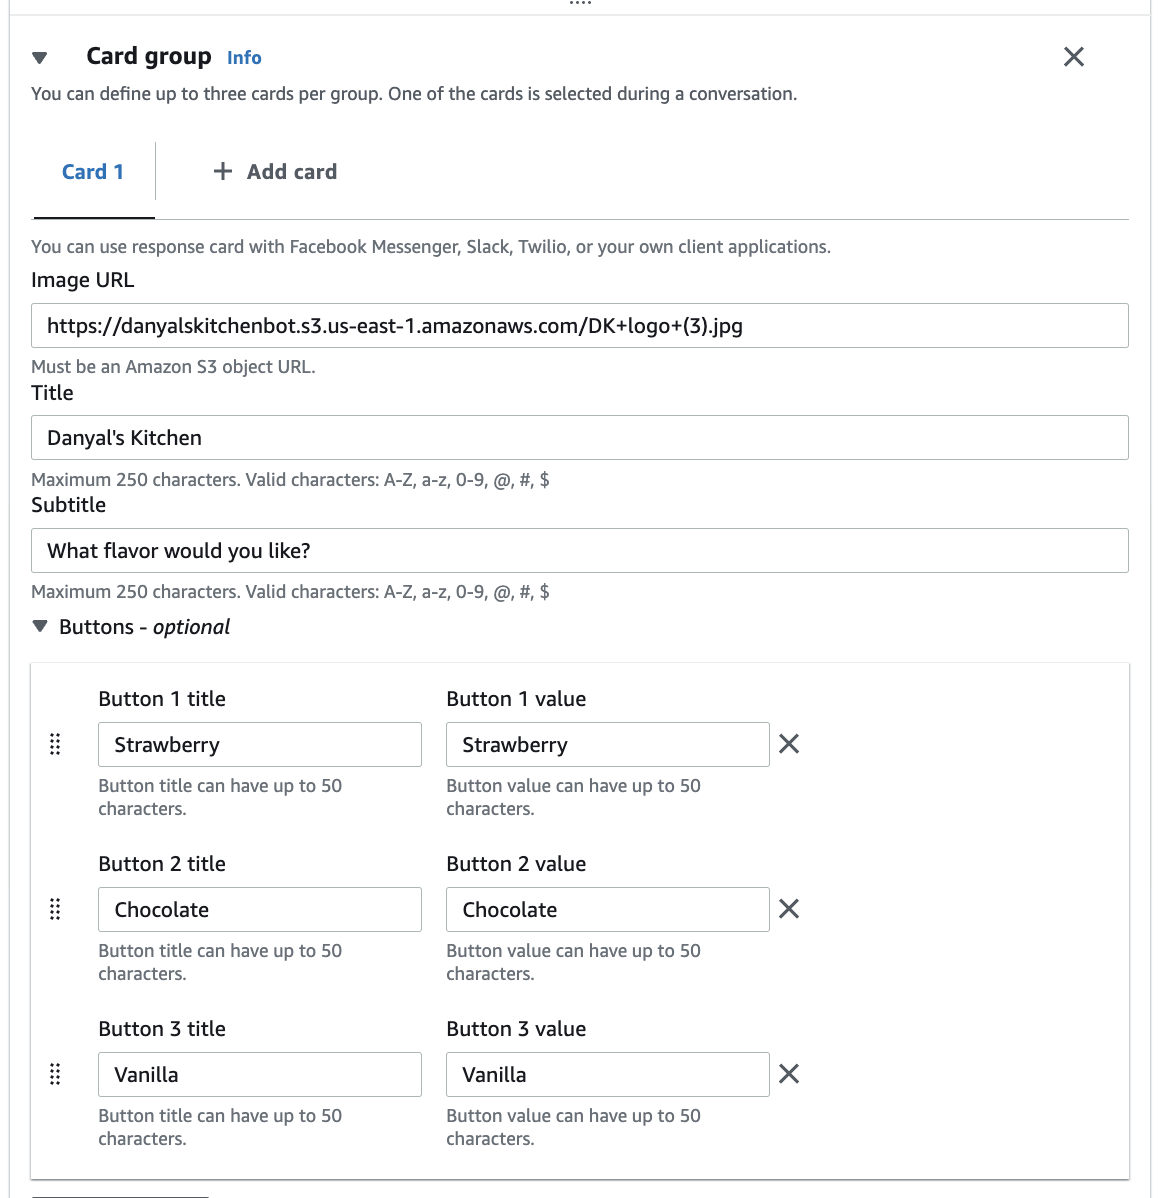 Card group Info
You can define up to three cards per group. One of the cards is selected during a conversation.
Card 1 + Add card
You can use response card with Facebook Messenger, Slack, Twilio, or your own client applications.
Image URL
https://danyalskitchenbot.s3.us-east-1.amazonaws.com/DK+logo+(3).jpg
Must be an Amazon S3 object URL.
Title
Danyal's Kitchen
Maximum 250 characters. Valid characters: A-Z, a-z, 0-9, @, #, $
Subtitle
What flavor would you like?
Maximum 250 characters. Valid characters: A-Z, a-z, 0-9, @, #, $
Buttons - optional
Button 1 title Button 1 value
Strawberry Strawberry
Button title can have up to 50 Button value can have up to 50
characters. characters.
Button 2 title Button 2 value
Chocolate Chocolate
Button title can have up to 50 Button value can have up to 50
characters. characters.
Button 3 title Button 3 value
Vanilla Vanilla
Button title can have up to 50 Button value can have up to 50
characters. characters.